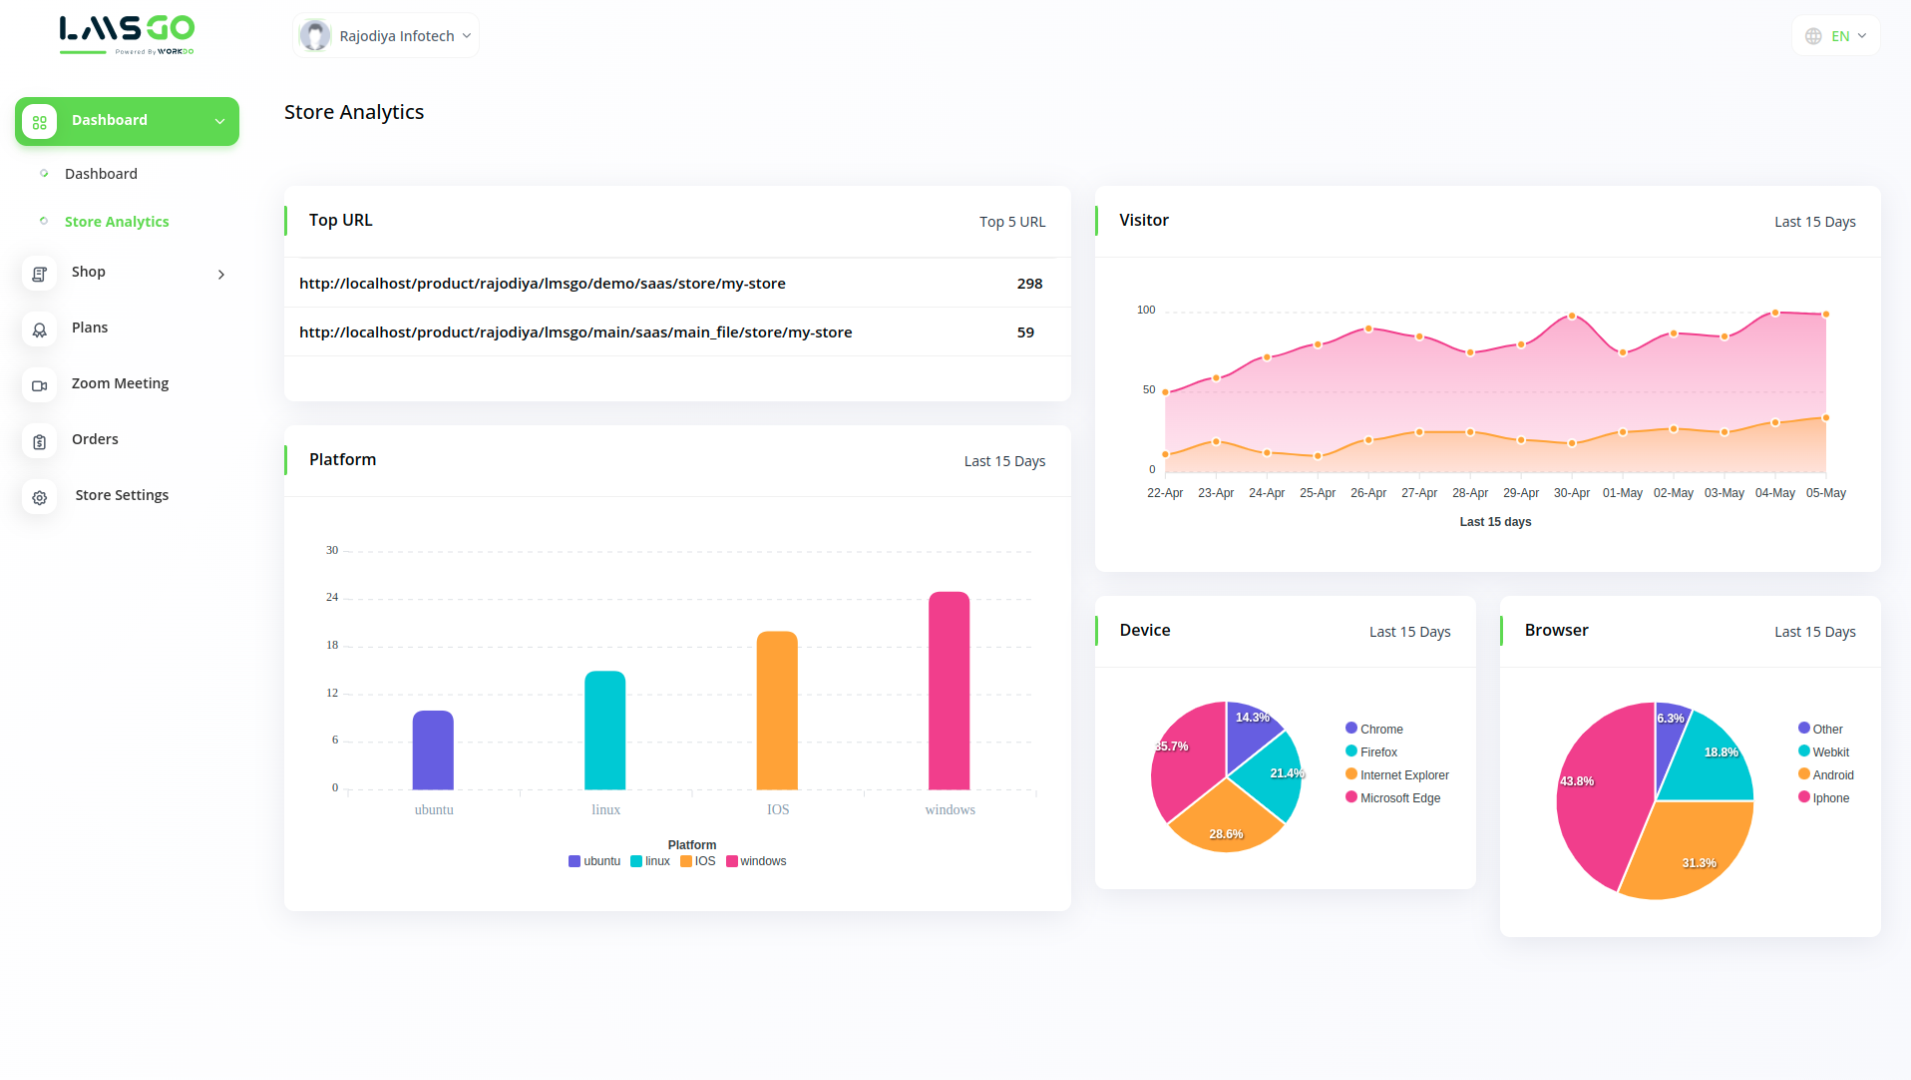 LMSGO
Powered By WORKDO
Rajodiya Infotech
EN
Dashboard
Dashboard
Store Analytics
Shop
Plans
Zoom Meeting
Orders
Store Settings
Store Analytics
Top URL
Top 5 URL
http://localhost/product/rajodiya/lmsgo/demo/saas/store/my-store 298
http://localhost/product/rajodiya/lmsgo/main/saas/main_file/store/my-store 59
Platform
Last 15 Days
30
24
18
12
6
0
ubuntu linux IOS windows
Platform
ubuntu linux IOS windows
Visitor
Last 15 Days
100
50
0
22-Apr 23-Apr 24-Apr 25-Apr 26-Apr 27-Apr 28-Apr 29-Apr 30-Apr 01-May 02-May 03-May 04-May 05-May
Last 15 days
Device
Last 15 Days
14.3%
35.7%
21.4%
28.6%
Chrome
Firefox
Internet Explorer
Microsoft Edge
Browser
Last 15 Days
6.3%
18.8%
43.8%
31.3%
Other
Webkit
Android
Iphone